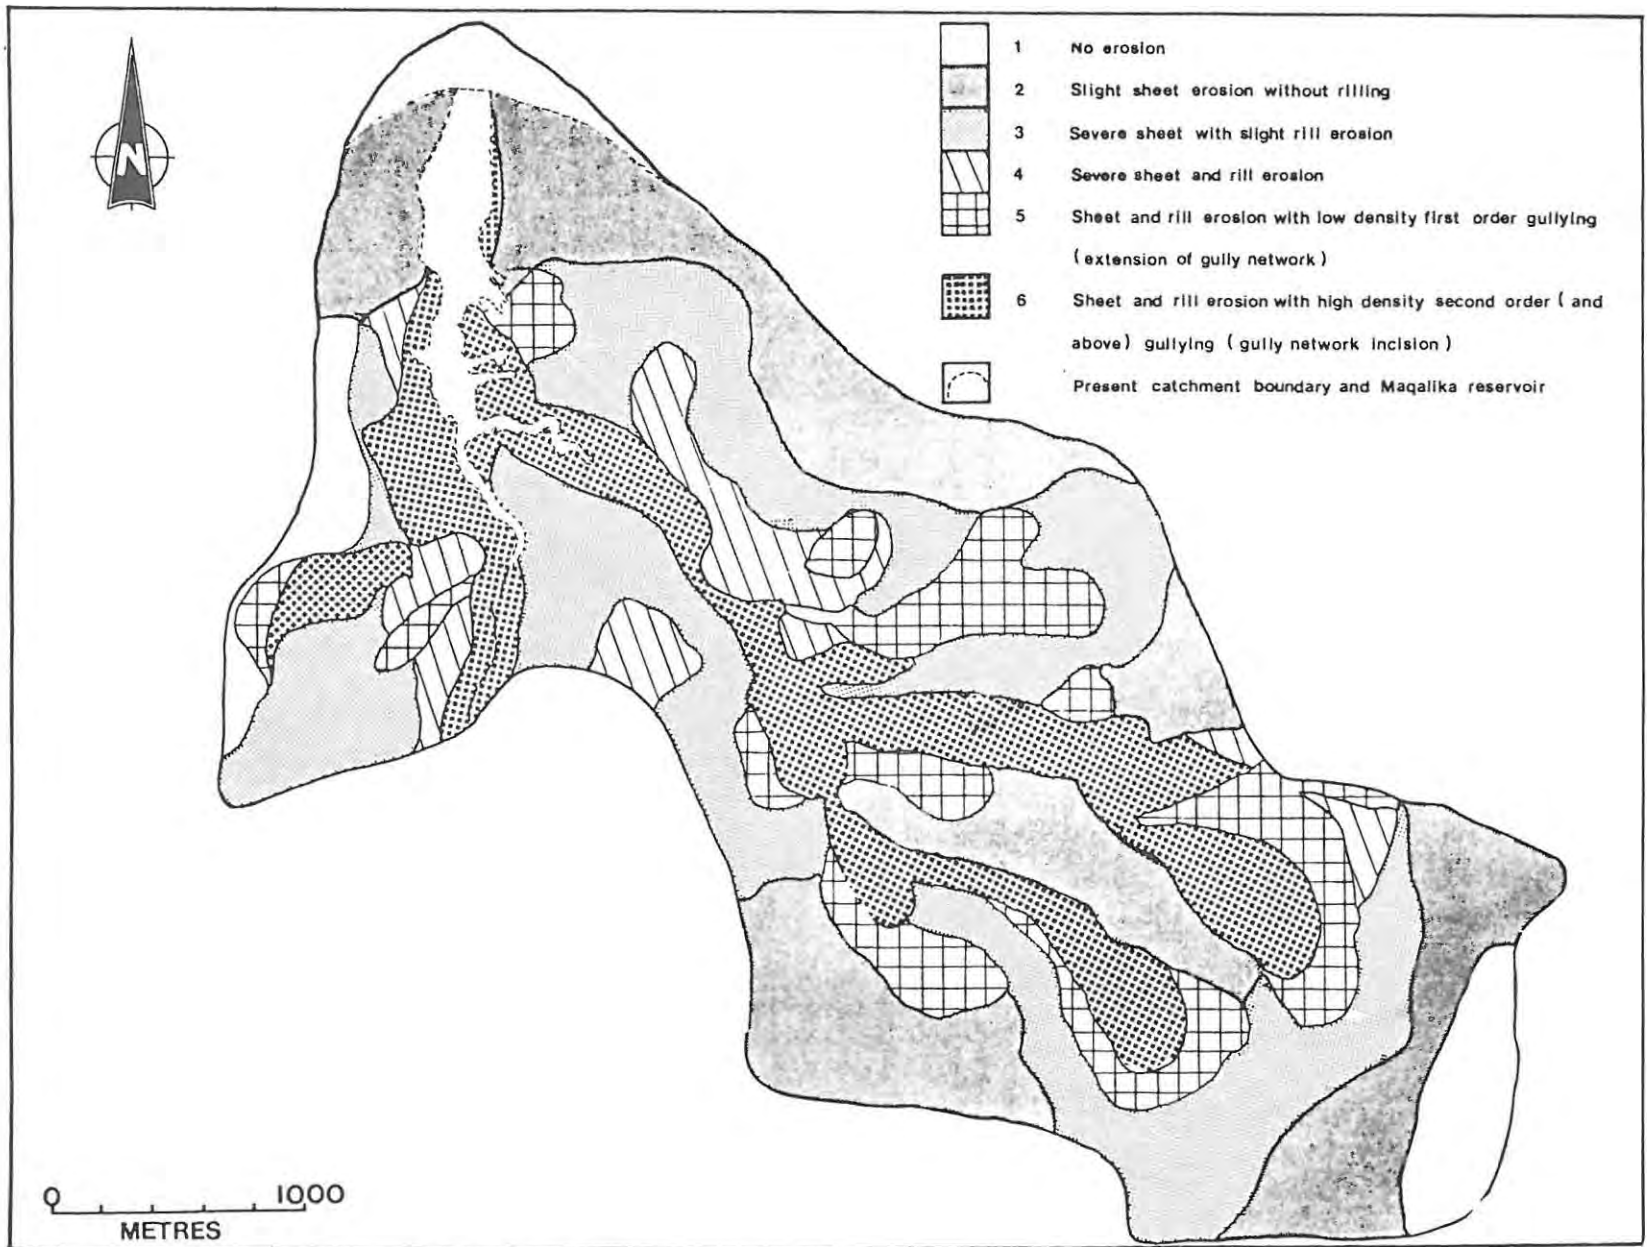 N
1 No erosion
2 Slight sheet erosion without rilling
3 Severe sheet with slight rill erosion
4 Severe sheet and rill erosion
5 Sheet and rill erosion with low density first order gullying
(extension of gully network)
6 Sheet and rill erosion with high density second order (and
above) gullying (gully network incision)
Present catchment boundary and Maqalika reservoir
0 1000
METRES